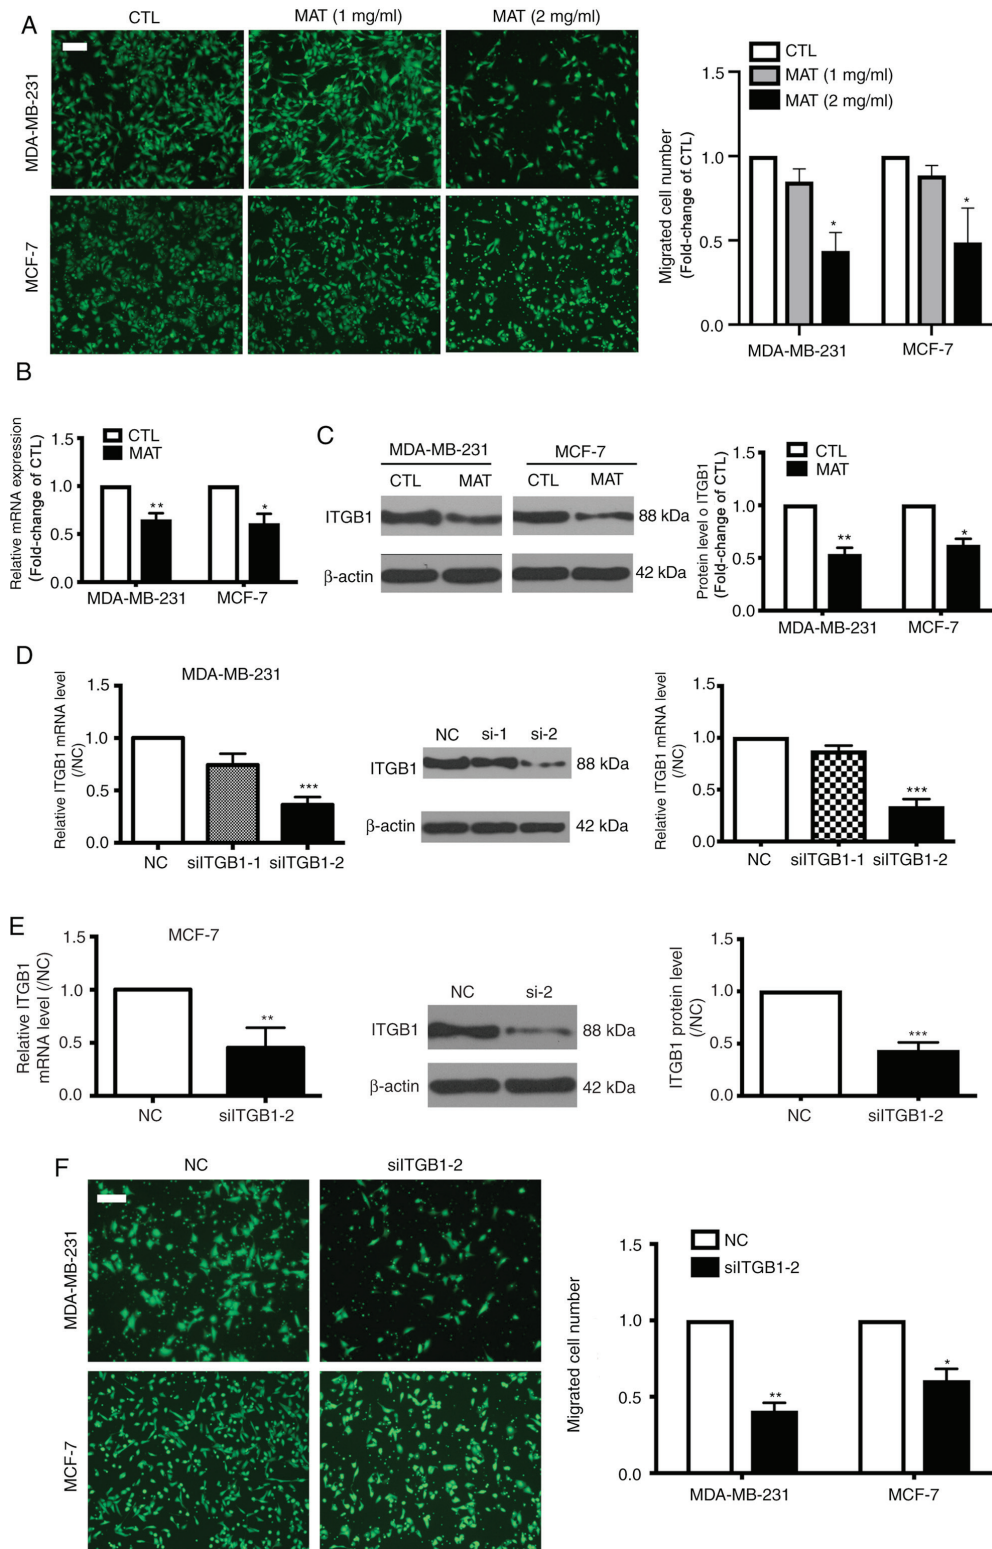 A
CTL
MAT (1 mg/ml)
MAT (2 mg/ml)
MDA-MB-231
MCF-7
CTL
MAT (1 mg/ml)
MAT (2 mg/ml)
Migrated cell number
(Fold-change of CTL)
1.5
1.0
0.5
0.0
*
*
MDA-MB-231
MCF-7
B
Relative mRNA expression
(Fold-change of CTL)
CTL
MAT
1.5
1.0
0.5
0.0
**
*
MDA-MB-231
MCF-7
C
MDA-MB-231
MCF-7
CTL
MAT
CTL
MAT
ITGB1
88 kDa
β-actin
42 kDa
Protein level o ITGB1
(Fold-change of CTL)
CTL
MAT
1.5
1.0
0.5
0.0
**
*
MDA-MB-231
MCF-7
D
MDA-MB-231
Relative ITGB1 mRNA level
(/NC)
1.5
1.0
0.5
0.0
***
NC
siITGB1-1
siITGB1-2
NC
si-1
si-2
ITGB1
88 kDa
β-actin
42 kDa
Relative ITGB1 mRNA level
(/NC)
1.5
1.0
0.5
0.0
***
NC
siITGB1-1
siITGB1-2
E
MCF-7
Relative ITGB1
mRNA level (/NC)
1.5
1.0
0.5
0.0
**
NC
siITGB1-2
NC
si-2
ITGB1
88 kDa
β-actin
42 kDa
ITGB1 protein level
(/NC)
1.5
1.0
0.5
0.0
***
NC
siITGB1-2
F
NC
siITGB1-2
MDA-MB-231
MCF-7
NC
siITGB1-2
Migrated cell number
1.5
1.0
0.5
0.0
**
*
MDA-MB-231
MCF-7